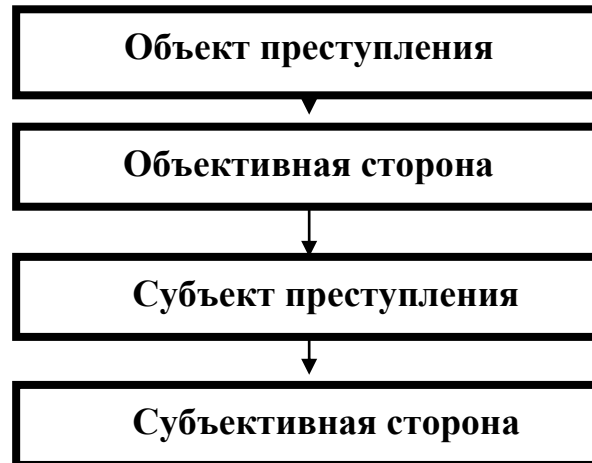 Объект преступления
Объективная сторона
Субъект преступления
Субъективная сторона